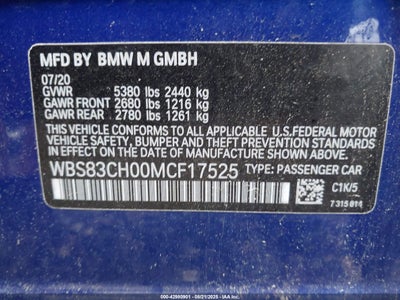 MFD BY BMW M GMBH
07/20
GVWR 5380 lbs 2440 kg
GAWR FRONT 2680 lbs 1216 kg
GAWR REAR 2780 lbs 1261 kg
THIS VEHICLE CONFORMS TO ALL APPLICABLE U.S.FEDERAL MOTOR
VEHICLE SAFETY, BUMPER AND THEFT PREVENTION STANDARDS
IN EFFECT ON THE DATE OF MANUFACTURE SHOWN ABOVE.
WBS83CH00MCF17525 TYPE: PASSENGER CAR
C1K/5
7315814
000-42990901 - 08/21/2025 - IAA Inc.